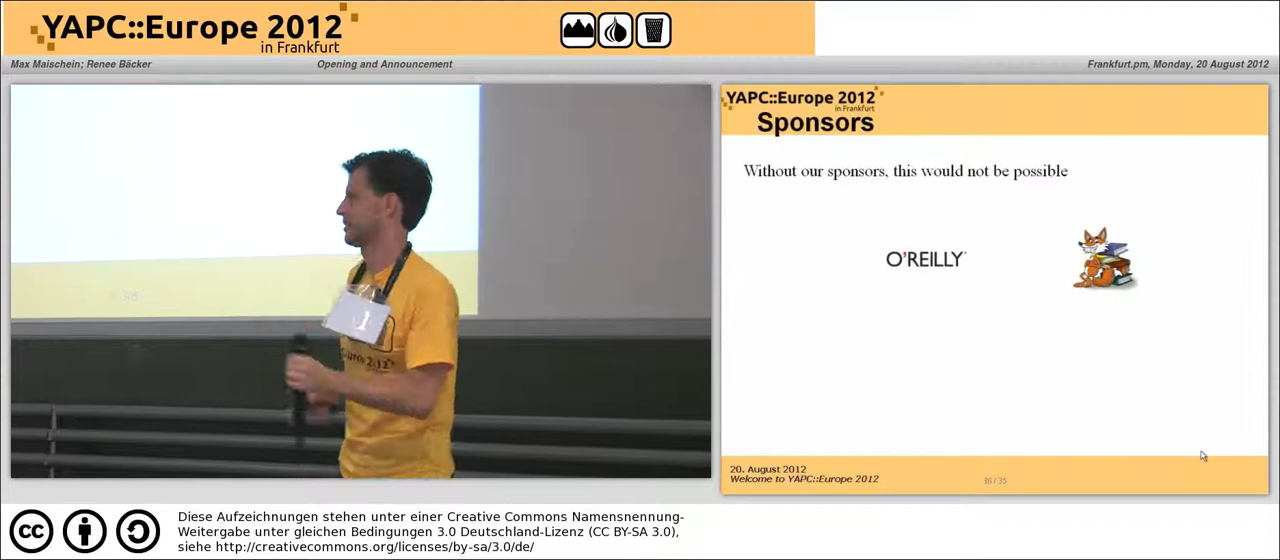 YAPC::Europe 2012
in Frankfurt
Max Maischein; Renee Bäcker
Opening and Announcement
Frankfurt.pm, Monday, 20 August 2012
YAPC::Europe 2012
in Frankfurt
Sponsors
Without our sponsors, this would not be possible
O'REILLY
20. August 2012
Welcome to YAPC::Europe 2012
30 / 35
cc
Diese Aufzeichnungen stehen unter einer Creative Commons Namensnennung-
Weitergabe unter gleichen Bedingungen 3.0 Deutschland-Lizenz (CC BY-SA 3.0),
siehe http://creativecommons.org/licenses/by-sa/3.0/de/